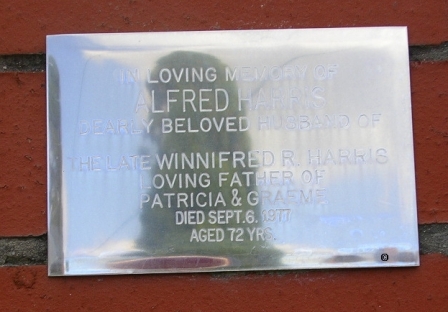 IN LOVING MEMORY OF
ALFRED HARRIS
DEARLY BELOVED HUSBAND OF
THE LATE WINNIFRED R. HARRIS
LOVING FATHER OF
PATRICIA & GRAEME
DIED SEPT. 6. 1977
AGED 72 YRS.